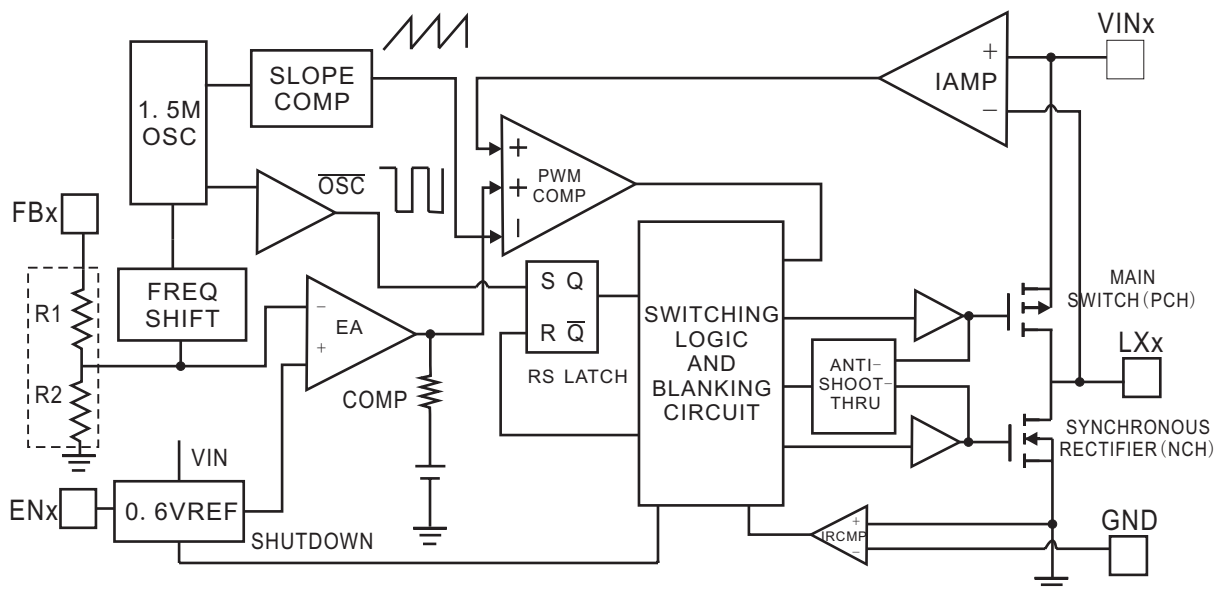 VINx
SLOPE
COMP
IAMP
+
−
1. 5M
OSC
PWM
COMP
+
+
−
OSC
FBx
S Q
R Q
RS LATCH
FREQ
SHIFT
R1
R2
EA
−
+
COMP
SWITCHING
LOGIC
AND
BLANKING
CIRCUIT
ANTI−
SHOOT−
THRU
MAIN
SWITCH(PCH)
LXx
SYNCHRONOUS
RECTIFIER(NCH)
VIN
ENx
0. 6VREF
SHUTDOWN
IRCMP
+
−
GND